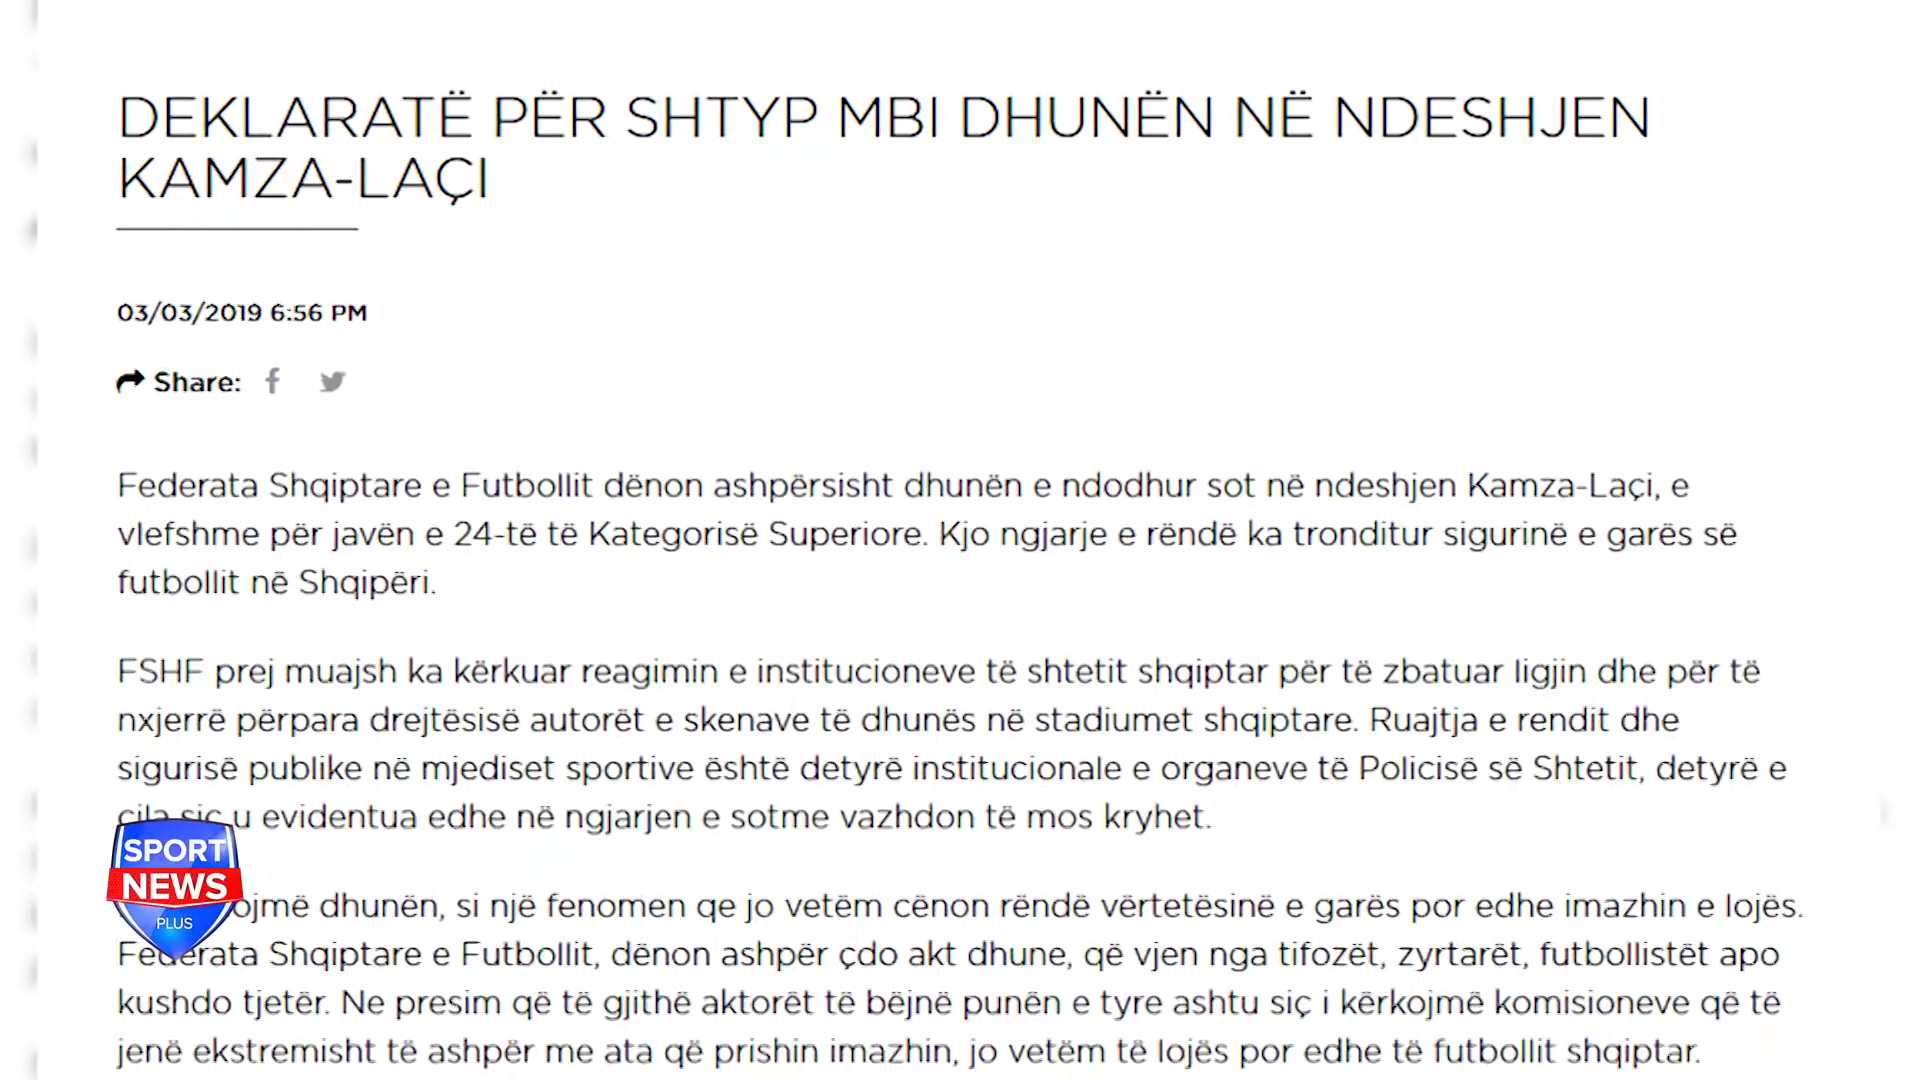 DEKLARATË PËR SHTYP MBI DHUNËN NË NDESHJEN
KAMZA-LAÇI
03/03/2019 6:56 PM
Share:
Federata Shqiptare e Futbollit dënon ashpërsisht dhunën e ndodhur sot në ndeshjen Kamza-Laçi, e
vlefshme për javën e 24-të të Kategorisë Superiore. Kjo ngjarje e rëndë ka tronditur sigurinë e garës së
futbollit në Shqipëri.
FSHF prej muajsh ka kërkuar reagimin e institucioneve të shtetit shqiptar për të zbatuar ligjin dhe për të
nxjerrë përpara drejtësisë autorët e skenave të dhunës në stadiumet shqiptare. Ruajtja e rendit dhe
sigurisë publike në mjediset sportive është detyrë institucionale e organeve të Policisë së Shtetit, detyrë e
cila siç u evidentua edhe në ngjarjen e sotme vazhdon të mos kryhet.
SPORT
NEWS
PLUS
dhunën, si një fenomen qe jo vetëm cënon rëndë vërtetësinë e garës por edhe imazhin e lojës.
Federata Shqiptare e Futbollit, dënon ashpër çdo akt dhune, që vjen nga tifozët, zyrtarët, futbollistët apo
kushdo tjetër. Ne presim që të gjithë aktorët të bëjnë punën e tyre ashtu siç i kërkojmë komisioneve që të
jenë ekstremisht të ashpër me ata që prishin imazhin, jo vetëm të lojës por edhe të futbollit shqiptar.